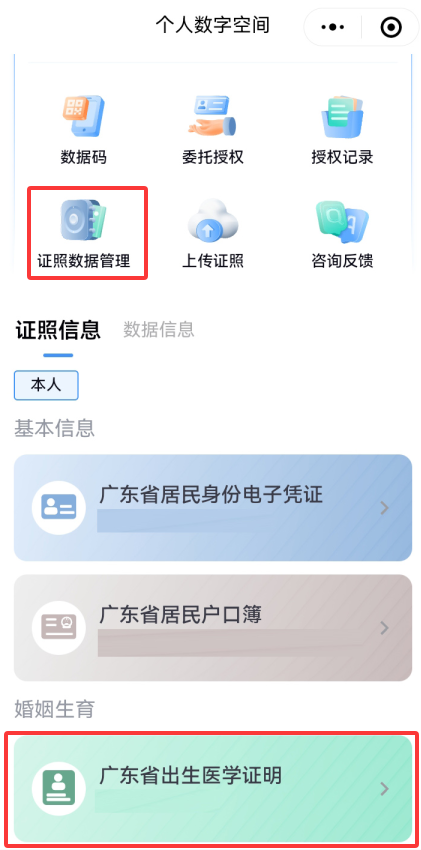 个人数字空间
数据码 委托授权 授权记录
证照数据管理 上传证照 咨询反馈
证照信息 数据信息
本人
基本信息
广东省居民身份电子凭证
广东省居民户口簿
婚姻生育
广东省出生医学证明